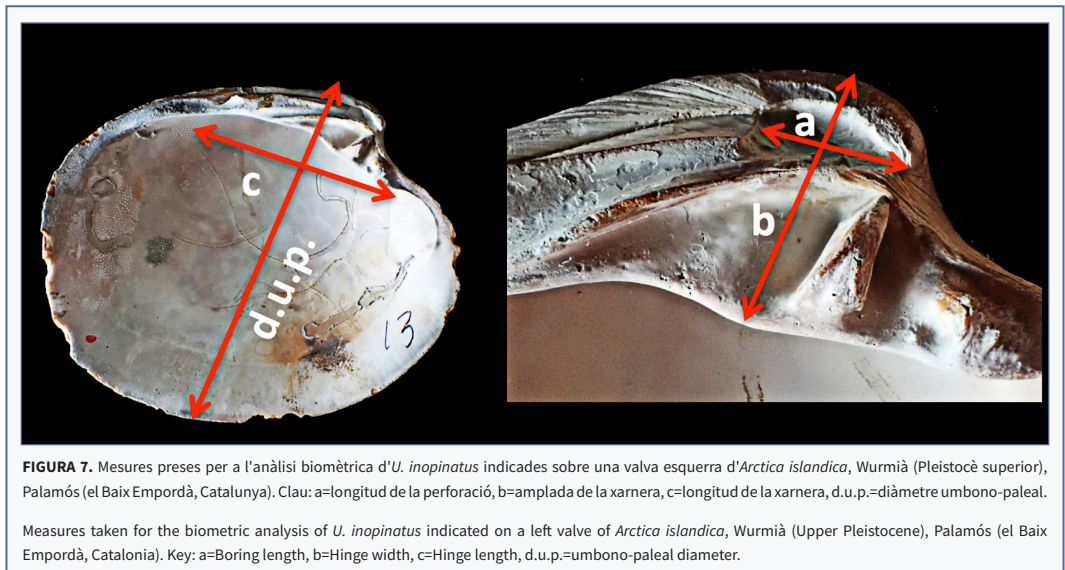 c
d.u.p.
13
a
b
FIGURA 7. Mesures preses per a l'anàlisi biomètrica d'U. inopinatus indicades sobre una valva esquerra d'Arctica islandica, Wurmià (Pleistocè superior),
Palamós (el Baix Empordà, Catalunya). Clau: a=longitud de la perforació, b=amplada de la xarnera, c=longitud de la xarnera, d.u.p.=diàmetre umbono-paleal.
Measures taken for the biometric analysis of U. inopinatus indicated on a left valve of Arctica islandica, Wurmià (Upper Pleistocene), Palamós (el Baix
Empordà, Catalonia). Key: a=Boring length, b=Hinge width, c=Hinge length, d.u.p.=umbono-paleal diameter.